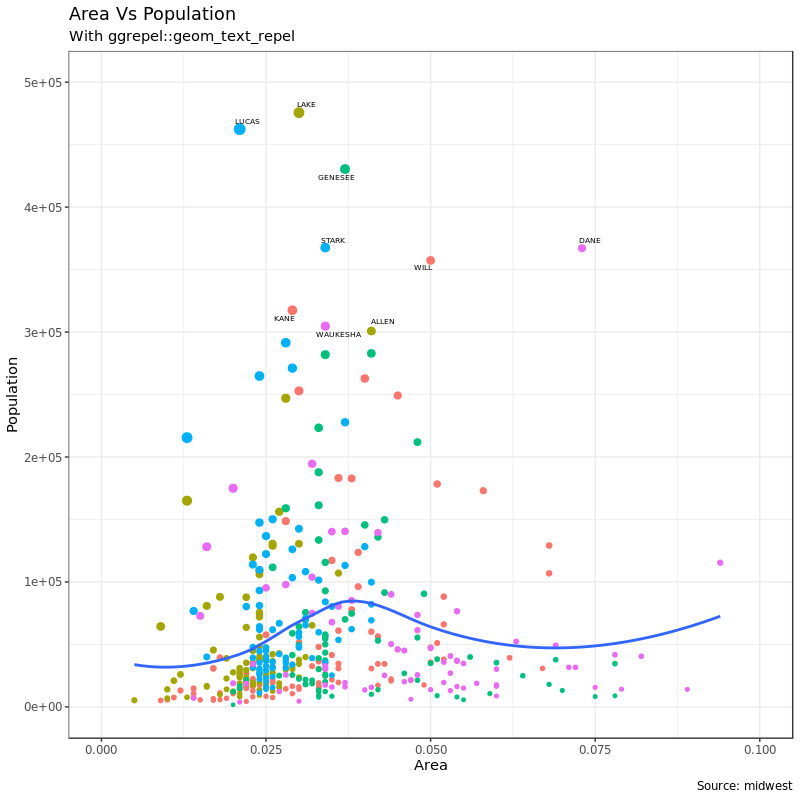 Area Vs Population
With ggrepel::geom_text_repel
5e+05
4e+05
3e+05
2e+05
1e+05
0e+00
Population
LAKE
LUCAS
GENESEE
STARK
DANE
WILL
KANE
ALLEN
WAUKESHA
0.000 0.025 0.050 0.075 0.100
Area
Source: midwest